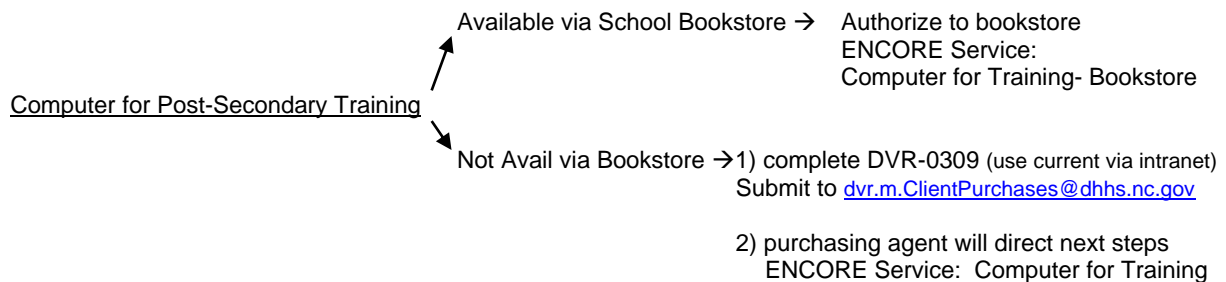 Available via School Bookstore → Authorize to bookstore
ENCORE Service:
Computer for Training- Bookstore
Computer for Post-Secondary Training
Not Avail via Bookstore →1) complete DVR-0309 (use current via intranet)
Submit to dvr.m.ClientPurchases@dhhs.nc.gov
2) purchasing agent will direct next steps
ENCORE Service: Computer for Training